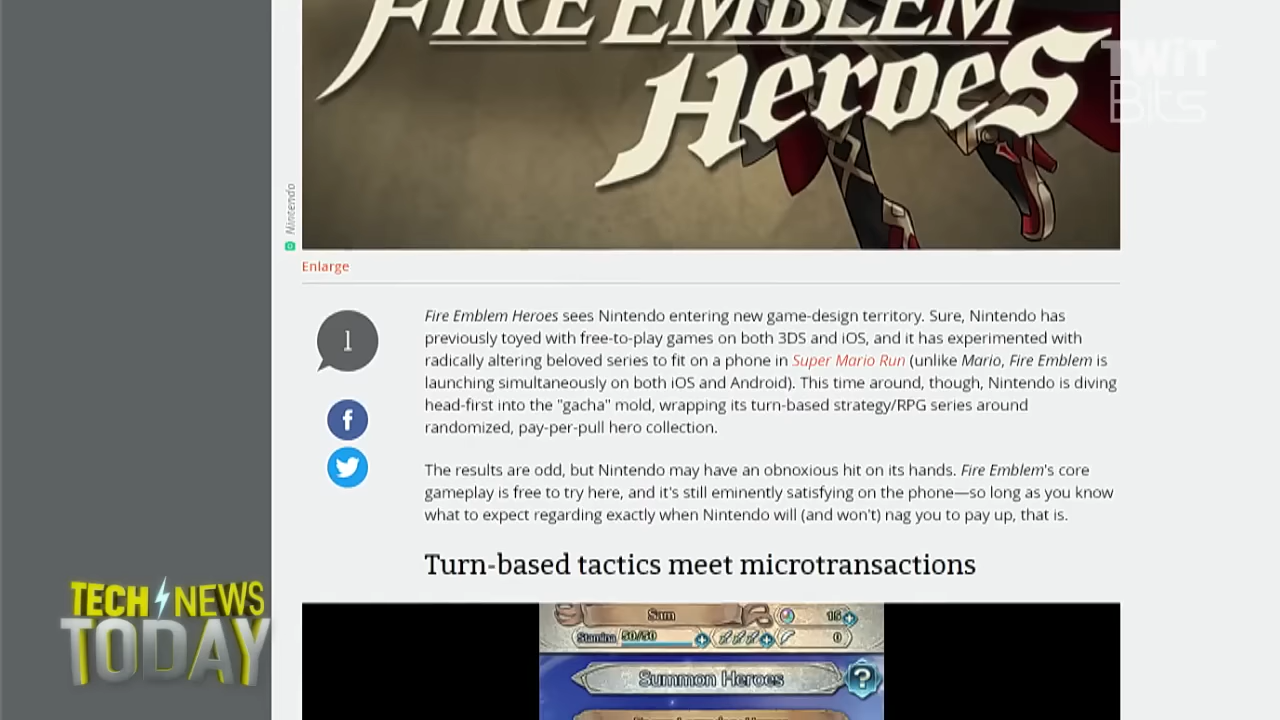 FIRE EMBLEM
HEROES
TWiT
Bits
Nintendo
Enlarge
1
Fire Emblem Heroes sees Nintendo entering new game-design territory. Sure, Nintendo has
previously toyed with free-to-play games on both 3DS and iOS, and it has experimented with
radically altering beloved series to fit on a phone in Super Mario Run (unlike Mario, Fire Emblem is
launching simultaneously on both iOS and Android). This time around, though, Nintendo is diving
head-first into the "gacha" mold, wrapping its turn-based strategy/RPG series around
randomized, pay-per-pull hero collection.
The results are odd, but Nintendo may have an obnoxious hit on its hands. Fire Emblem's core
gameplay is free to try here, and it's still eminently satisfying on the phone—so long as you know
what to expect regarding exactly when Nintendo will (and won't) nag you to pay up, that is.
Turn-based tactics meet microtransactions
TECH NEWS
TODAY
Sam
15
Stamina 50/50
0
Summon Heroes
?